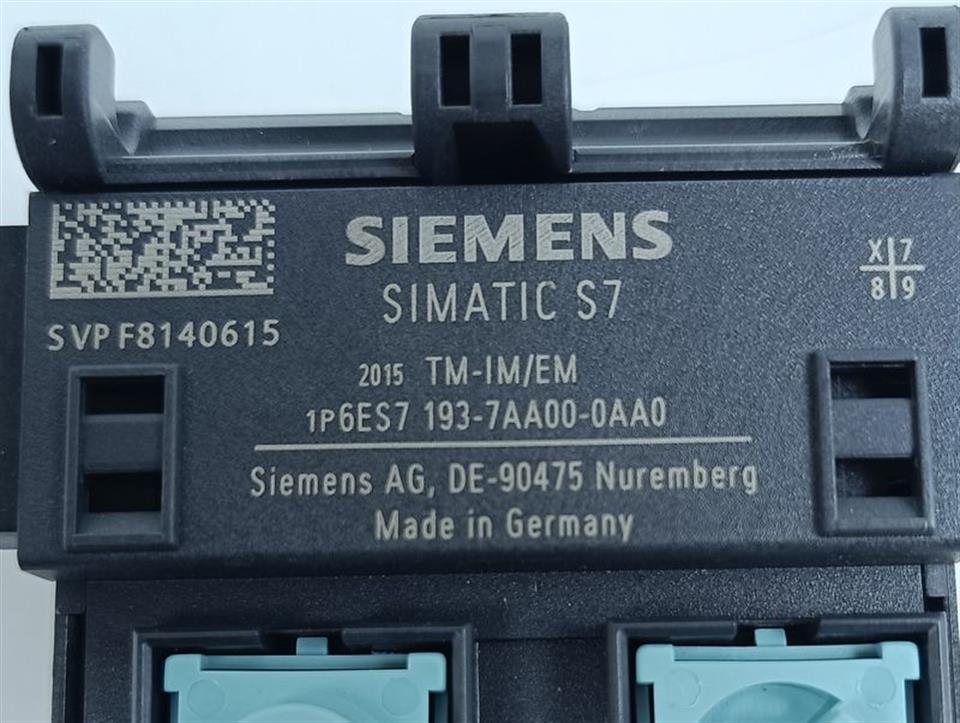 SIEMENS
SIMATIC S7
X 7
8 9
SVP F8140615
2015 TM-IM/EM
1P6ES7 193-7AA00-0AA0
Siemens AG, DE-90475 Nuremberg
Made in Germany